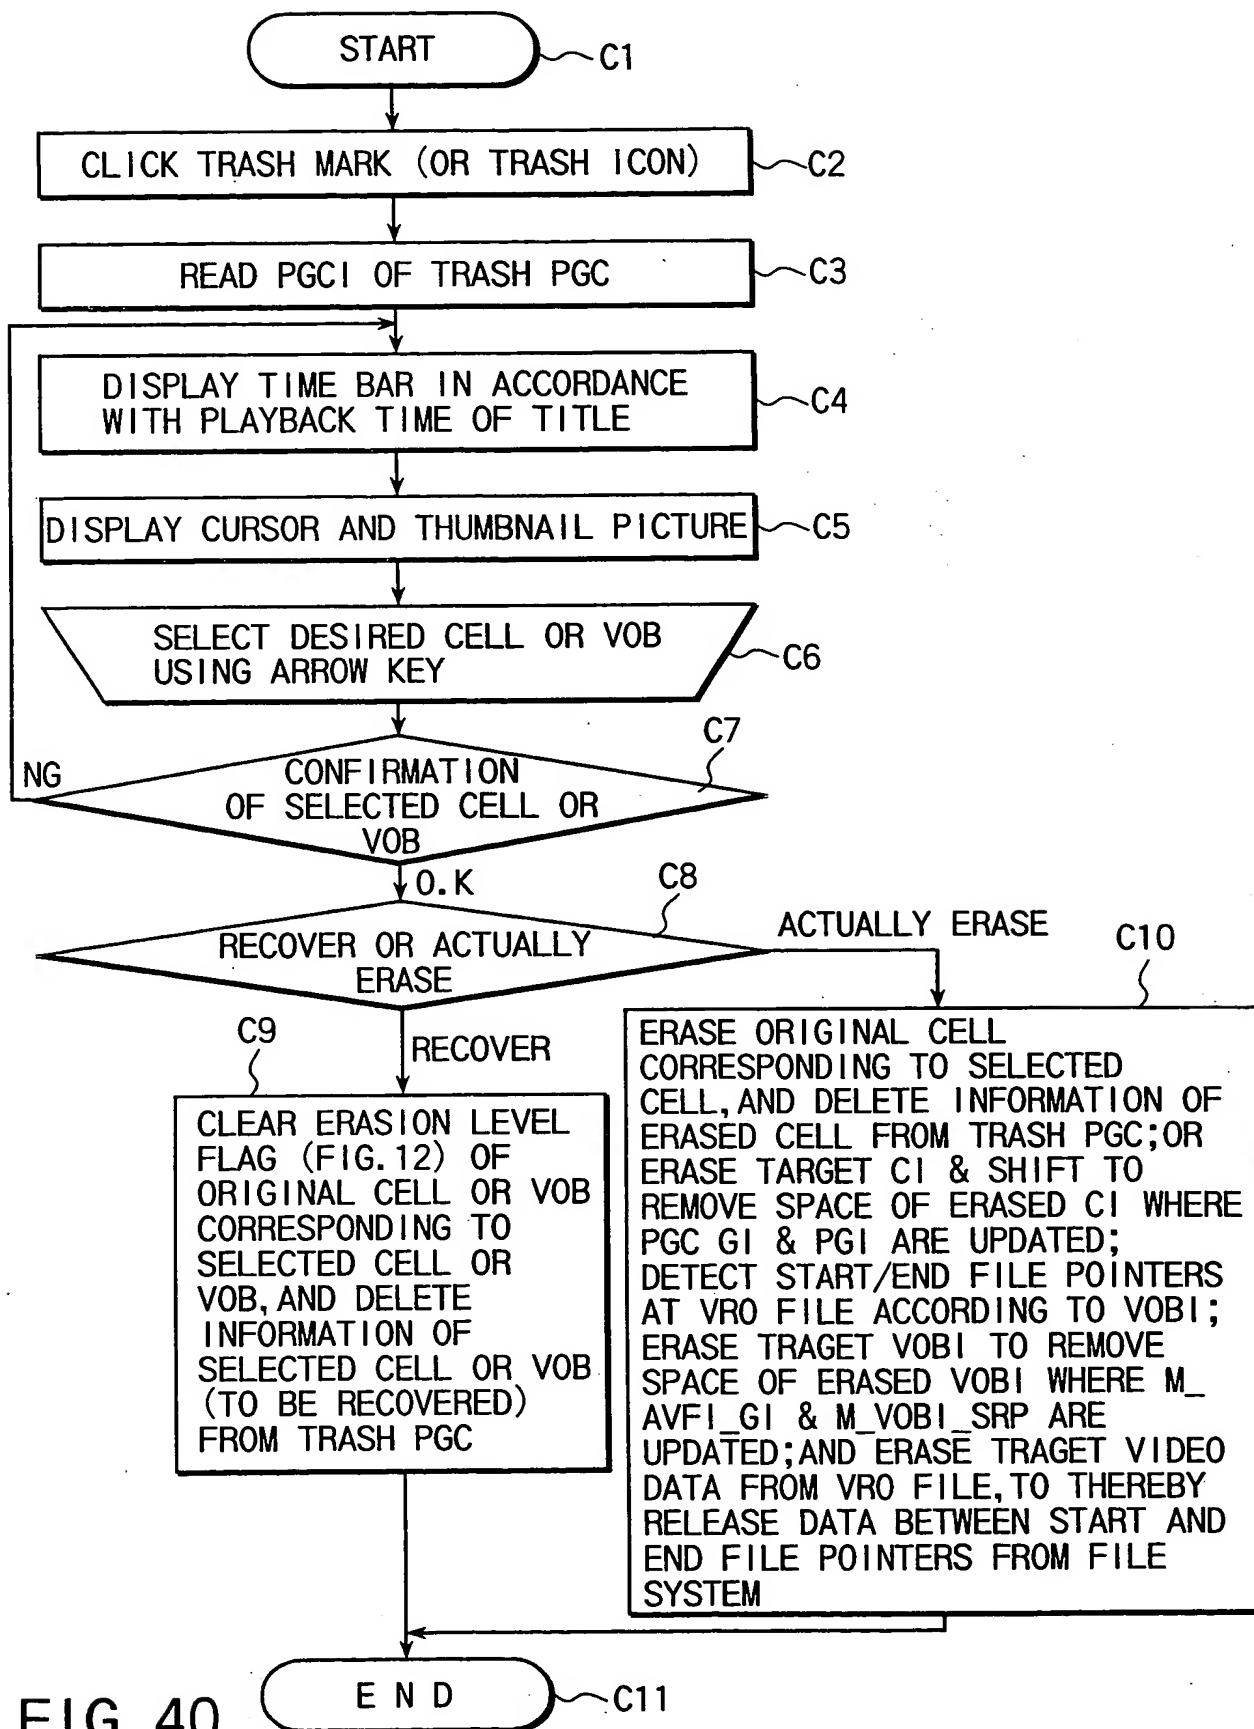 START
C1
CLICK TRASH MARK (OR TRASH ICON)
C2
READ PGCI OF TRASH PGC
C3
DISPLAY TIME BAR IN ACCORDANCE
WITH PLAYBACK TIME OF TITLE
C4
DISPLAY CURSOR AND THUMBNAIL PICTURE
C5
SELECT DESIRED CELL OR VOB
USING ARROW KEY
C6
C7
NG
CONFIRMATION
OF SELECTED CELL OR
VOB
O.K
C8
RECOVER OR ACTUALLY
ERASE
ACTUALLY ERASE
C10
C9
RECOVER
CLEAR ERASION LEVEL
FLAG (FIG.12) OF
ORIGINAL CELL OR VOB
CORRESPONDING TO
SELECTED CELL OR
VOB, AND DELETE
INFORMATION OF
SELECTED CELL OR VOB
(TO BE RECOVERED)
FROM TRASH PGC
ERASE ORIGINAL CELL
CORRESPONDING TO SELECTED
CELL, AND DELETE INFORMATION OF
ERASED CELL FROM TRASH PGC;OR
ERASE TARGET CI & SHIFT TO
REMOVE SPACE OF ERASED CI WHERE
PGC GI & PGI ARE UPDATED;
DETECT START/END FILE POINTERS
AT VRO FILE ACCORDING TO VOBI;
ERASE TRAGET VOBI TO REMOVE
SPACE OF ERASED VOBI WHERE M_
AVFI_GI & M_VOBI_SRP ARE
UPDATED;AND ERASE TRAGET VIDEO
DATA FROM VRO FILE, TO THEREBY
RELEASE DATA BETWEEN START AND
END FILE POINTERS FROM FILE
SYSTEM
END
C11
FIG. 40